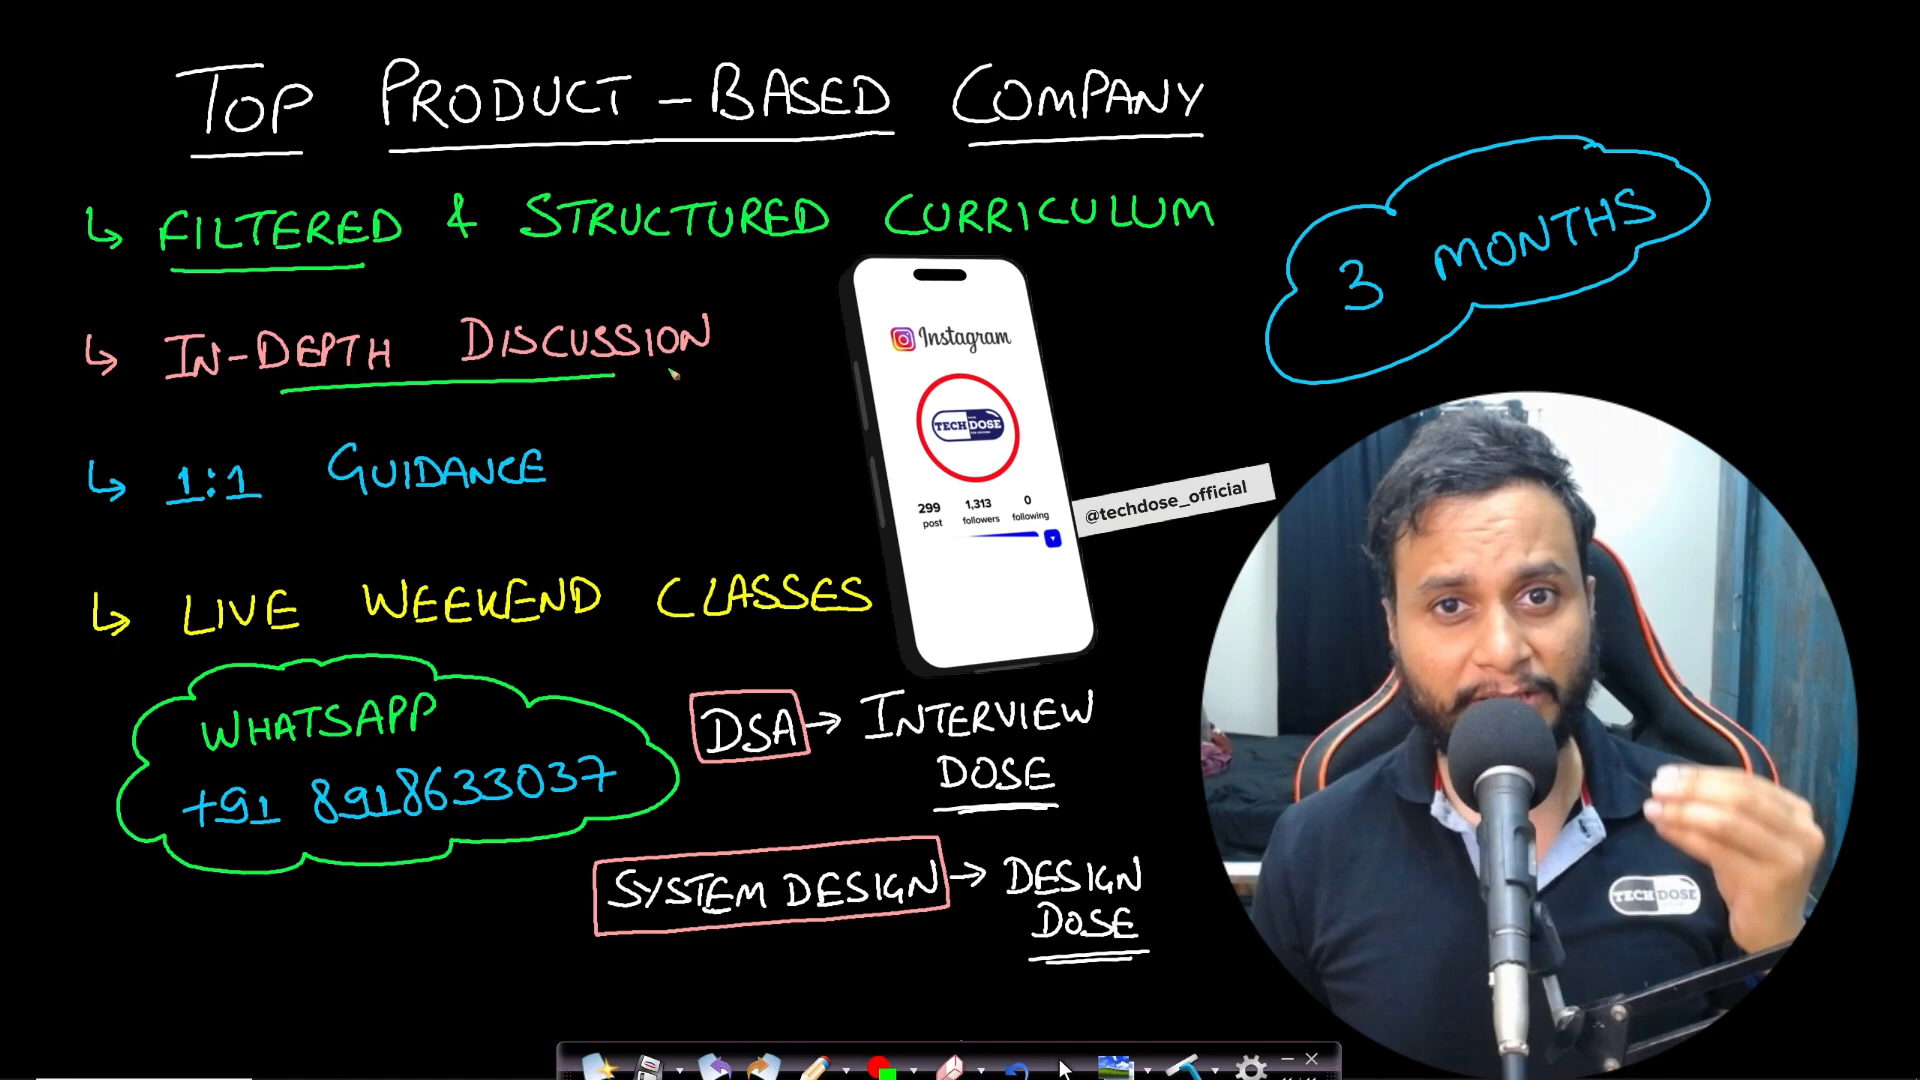 TOP PRODUCT-BASED COMPANY
↳ FILTERED & STRUCTURED CURRICULUM
3 MONTHS
↳ IN-DEPTH DISCUSSION
↳ 1:1 GUIDANCE
↳ LIVE WEEKEND CLASSES
Instagram
TECH DOSE
299 1,313 0
post followers following
@techdose_official
WHATSAPP
+91 8918633037
DSA → INTERVIEW
DOSE
SYSTEM DESIGN → DESIGN
DOSE
TECH DOSE